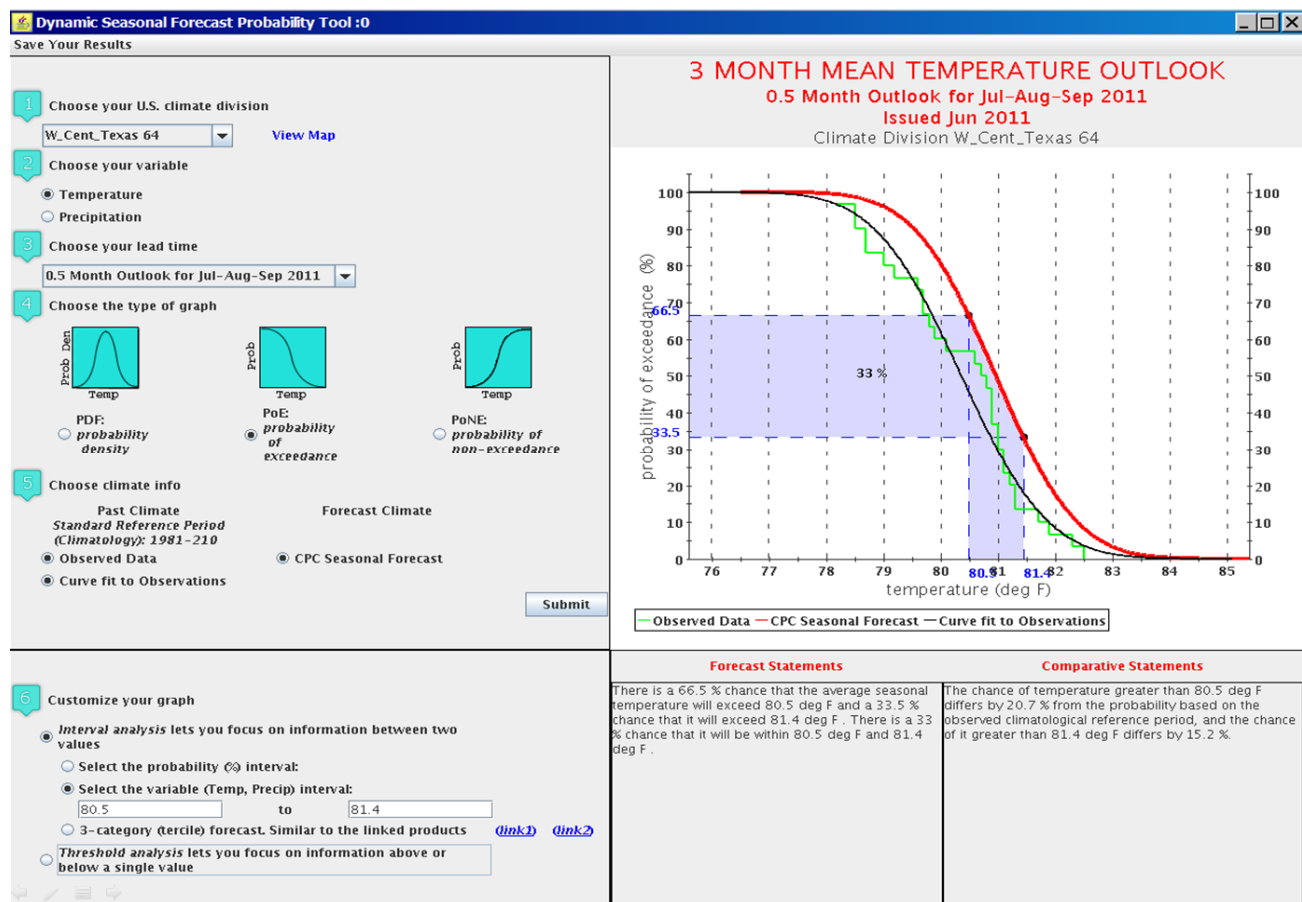 Dynamic Seasonal Forecast Probability Tool :0
Save Your Results
1 Choose your U.S. climate division
W_Cent_Texas 64
View Map
2 Choose your variable
Temperature
Precipitation
3 Choose your lead time
0.5 Month Outlook for Jul-Aug-Sep 2011
4 Choose the type of graph
Prob Den
Temp
Prob
Temp
Prob
Temp
PDF:
probability
density
PoE:
probability
of
exceedance
PoNE:
probability of
non-exceedance
5 Choose climate info
Past Climate
Standard Reference Period
(Climatology): 1981-210
Observed Data
Curve fit to Observations
Forecast Climate
CPC Seasonal Forecast
Submit
6 Customize your graph
Interval analysis lets you focus on information between two
values
Select the probability (%) interval:
Select the variable (Temp, Precip) interval:
80.5 to 81.4
3-category (tercile) forecast. Similar to the linked products (link1) (link2)
Threshold analysis lets you focus on information above or
below a single value
3 MONTH MEAN TEMPERATURE OUTLOOK
0.5 Month Outlook for Jul-Aug-Sep 2011
Issued Jun 2011
Climate Division W_Cent_Texas 64
probability of exceedance (%)
100 100
90 90
80 80
70 70
66.5
60 60
50 50
33 %
40 40
33.5
30 30
20 20
10 10
0 0
76 77 78 79 80 80.5 81 81.4 82 83 84 85
temperature (deg F)
Observed Data CPC Seasonal Forecast Curve fit to Observations
Forecast Statements
There is a 66.5 % chance that the average seasonal
temperature will exceed 80.5 deg F and a 33.5 %
chance that it will exceed 81.4 deg F . There is a 33
% chance that it will be within 80.5 deg F and 81.4
deg F .
Comparative Statements
The chance of temperature greater than 80.5 deg F
differs by 20.7 % from the probability based on the
observed climatological reference period, and the chance
of it greater than 81.4 deg F differs by 15.2 %.